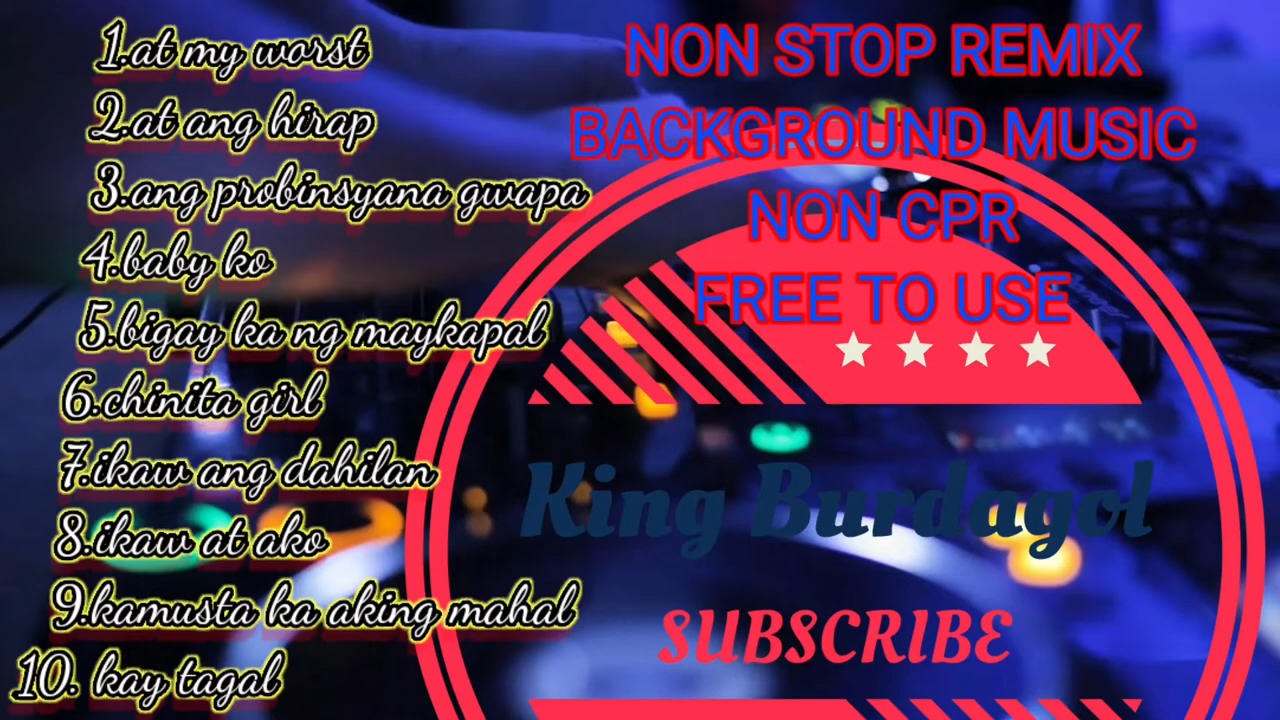 1.at my worst
2.at ang hirap
3.ang probinsyana gwapa
4.baby ko
5.bigay ka ng maykapal
6.chinita girl
7.ikaw ang dahilan
8.ikaw at ako
9.kamusta ka aking mahal
10. kay tagal
NON STOP REMIX
BACKGROUND MUSIC
NON CPR
FREE TO USE
King Burdagol
SUBSCRIBE